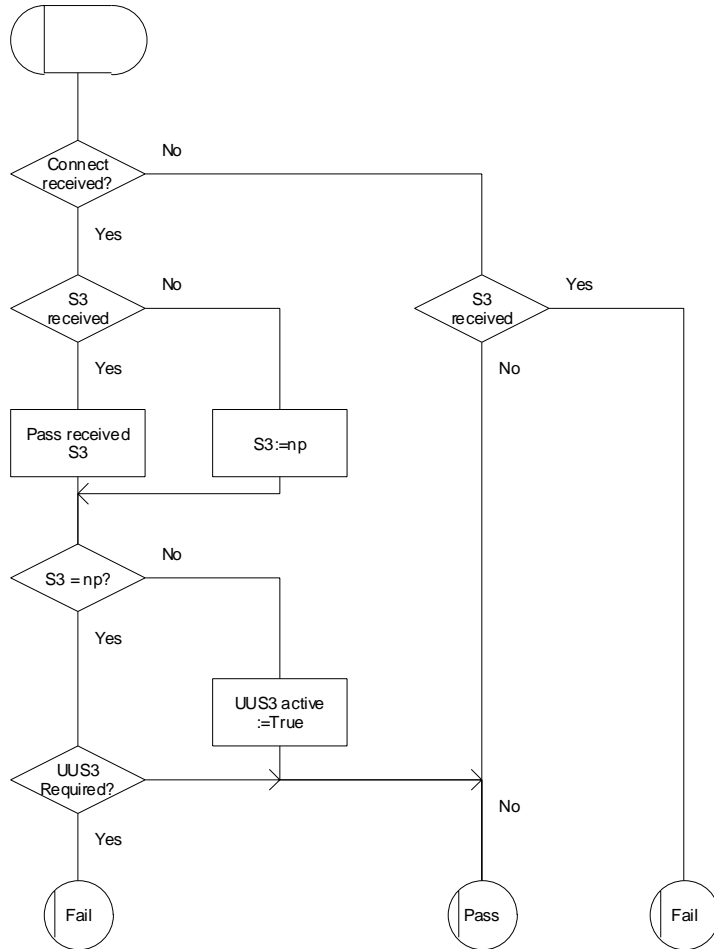 No
Connect
received?
Yes
S3
received
No
S3
received
Yes
Yes
No
Pass received
S3
S3:=np
No
S3 = np?
Yes
UUS3 active
:=True
UUS3
Required?
No
Yes
Fail
Pass
Fail